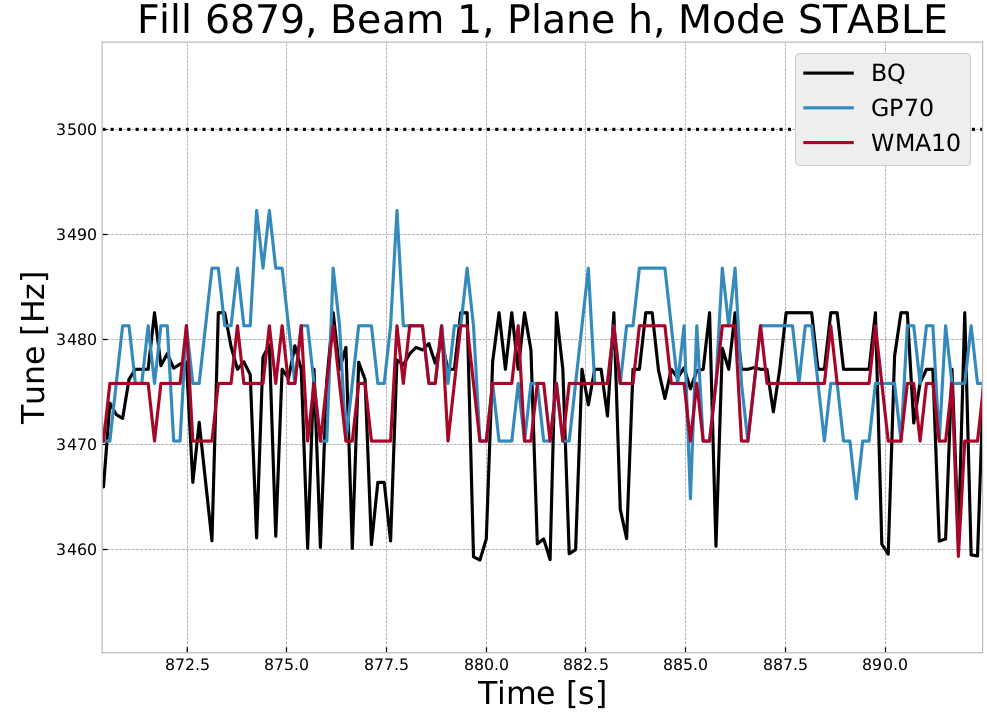 Fill 6879, Beam 1, Plane h, Mode STABLE
BQ
GP70
WMA10
3500
3490
3480
3470
3460
Tune [Hz]
872.5
875.0
877.5
880.0
882.5
885.0
887.5
890.0
Time [s]